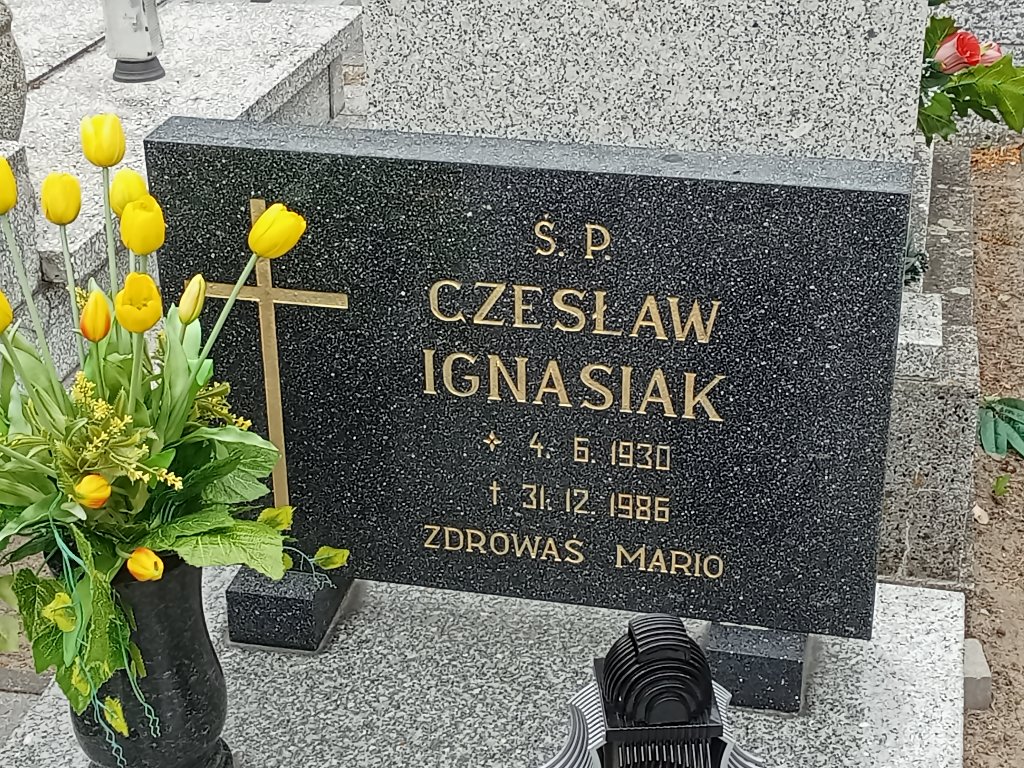 Ś. P.
CZESŁAW
IGNASIAK
✧ 4. 6. 1930
† 31. 12. 1986
ZDROWAŚ MARIO